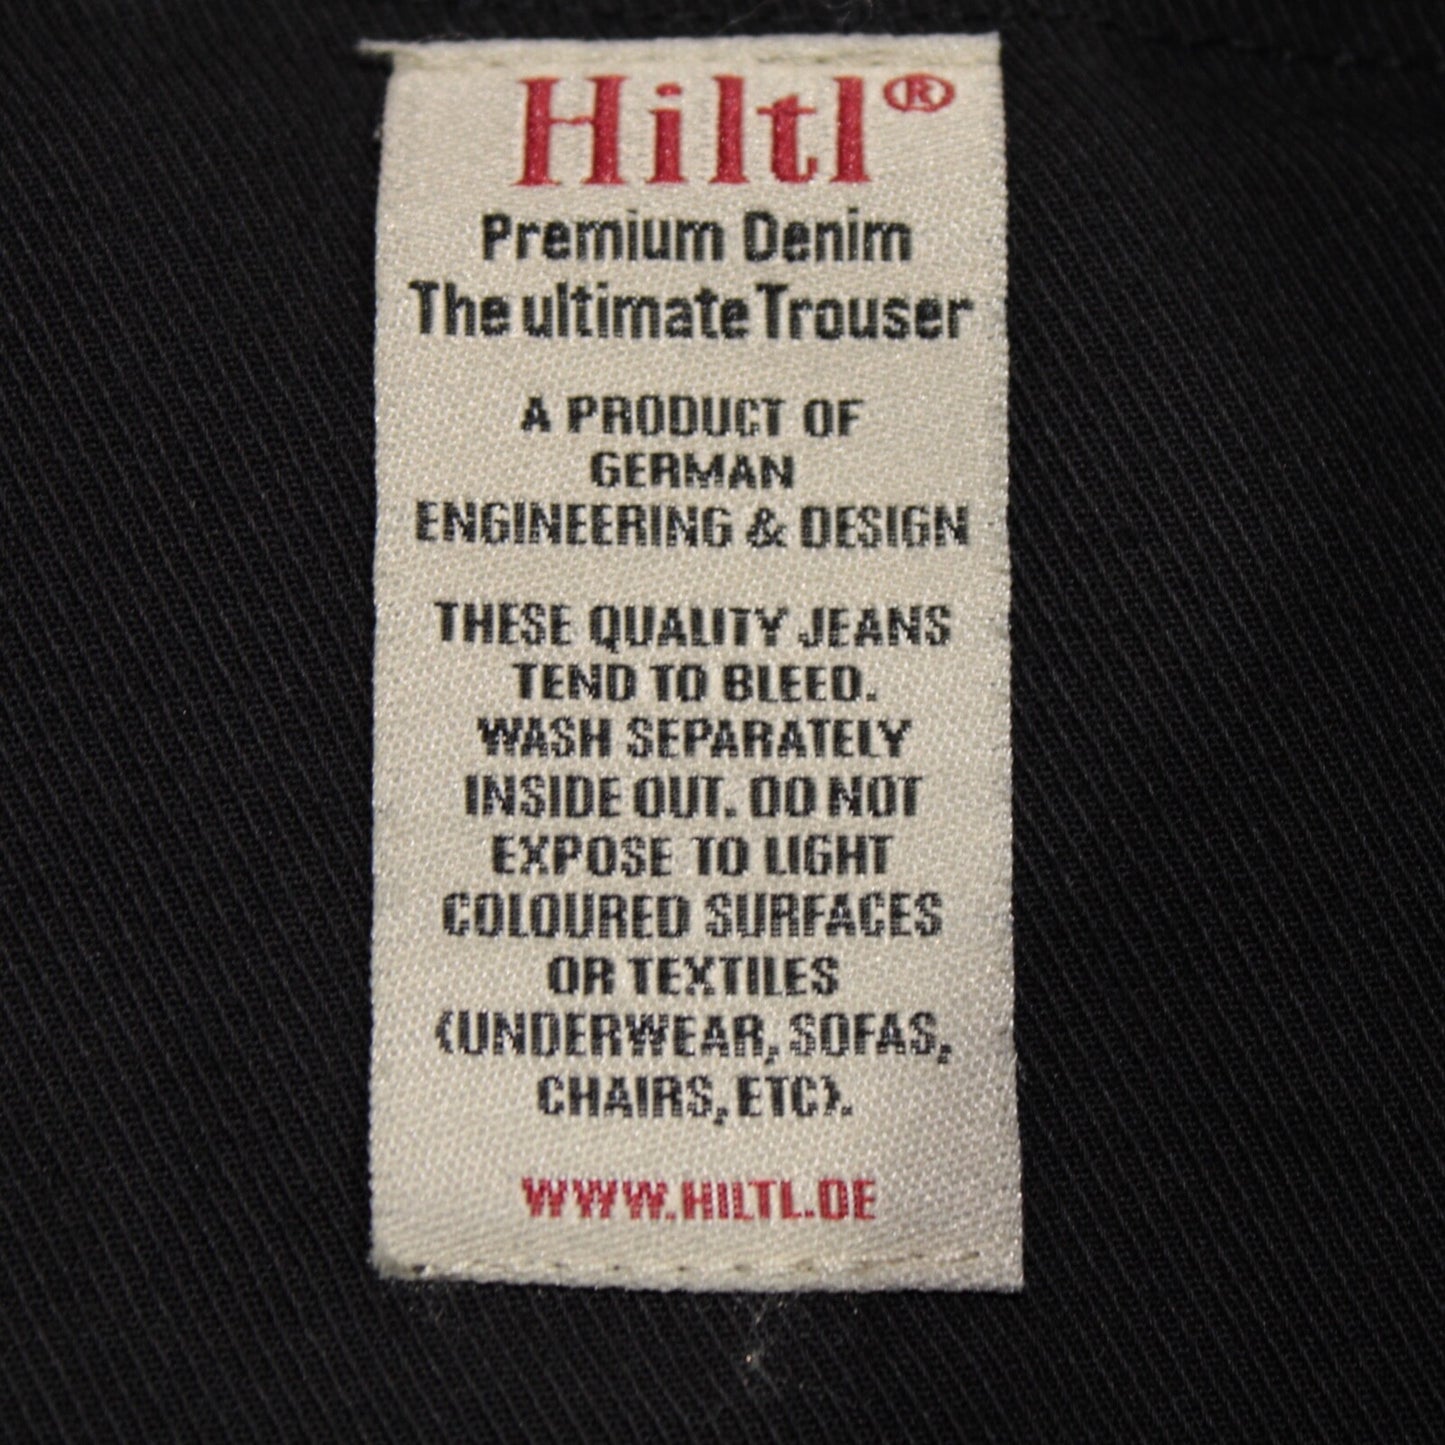 Hiltl®
Premium Denim
The ultimate Trouser
A PRODUCT OF
GERMAN
ENGINEERING & DESIGN
THESE QUALITY JEANS
TEND TO BLEED.
WASH SEPARATELY
INSIDE OUT. DO NOT
EXPOSE TO LIGHT
COLOURED SURFACES
OR TEXTILES
(UNDERWEAR, SOFAS,
CHAIRS, ETC).
WWW.HILTL.DE